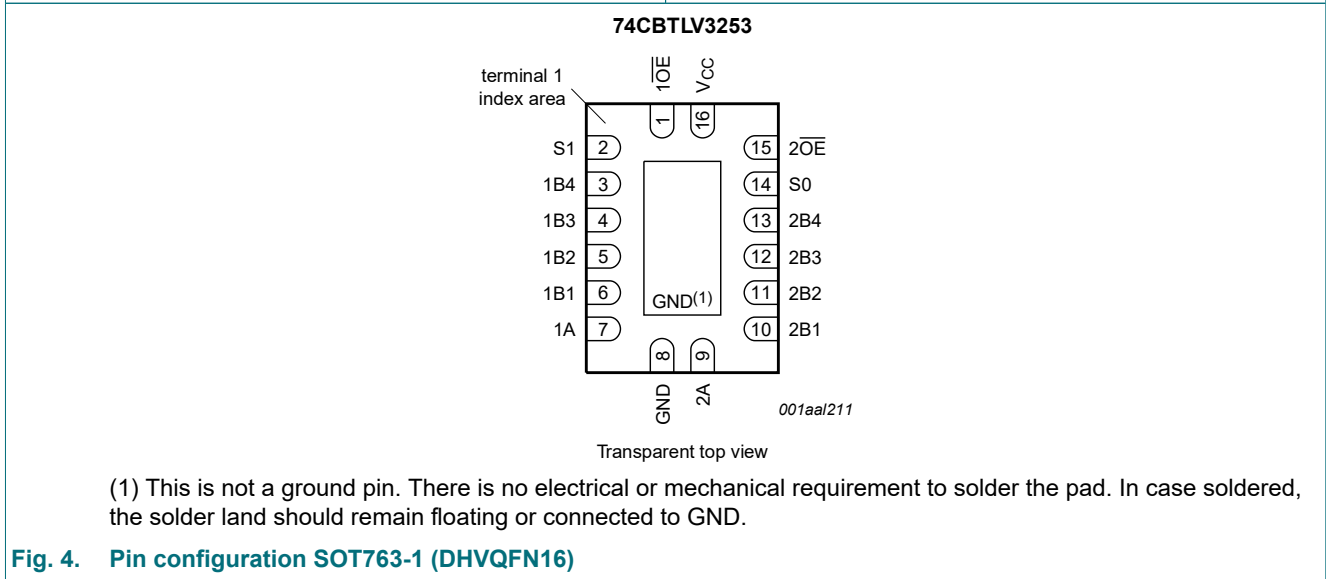 74CBTLV3253
terminal 1
index area
1O̅E̅
VCC
1
16
S1 2
15 2O̅E̅
1B4 3
14 S0
1B3 4
13 2B4
1B2 5
12 2B3
1B1 6
11 2B2
GND(1)
1A 7
10 2B1
8
9
GND
2A
001aal211
Transparent top view
(1) This is not a ground pin. There is no electrical or mechanical requirement to solder the pad. In case soldered,
the solder land should remain floating or connected to GND.
Fig. 4. Pin configuration SOT763-1 (DHVQFN16)